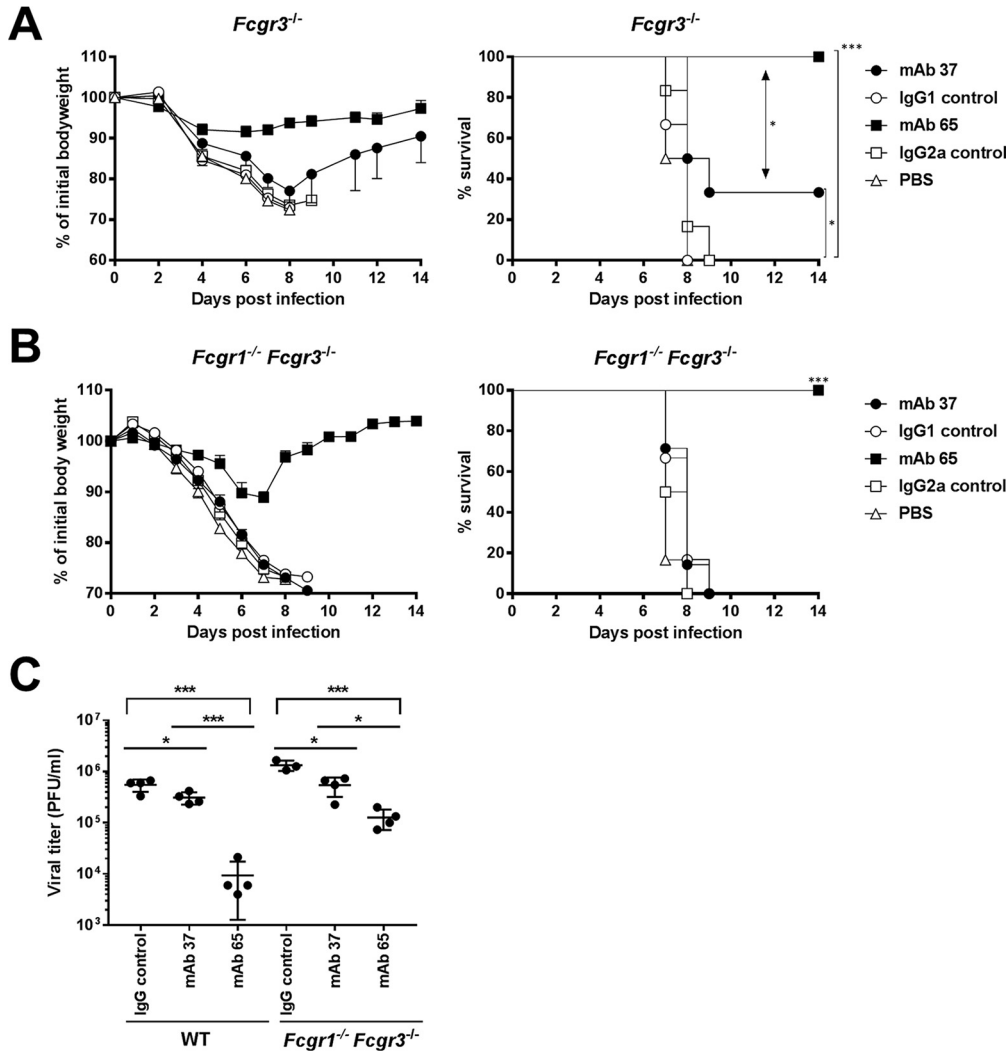 A
Fcgr3-/-
% of initial bodyweight
110
100
90
80
70
60
0 2 4 6 8 10 12 14
Days post infection
Fcgr3-/-
% survival
100
80
60
40
20
0
0 2 4 6 8 10 12 14
Days post infection
*
*
***
mAb 37
IgG1 control
mAb 65
IgG2a control
PBS
B
Fcgr1-/- Fcgr3-/-
% of initial body weight
110
100
90
80
70
0 2 4 6 8 10 12 14
Days post infection
Fcgr1-/- Fcgr3-/-
% survival
100
80
60
40
20
0
0 2 4 6 8 10 12 14
Days post infection
***
mAb 37
IgG1 control
mAb 65
IgG2a control
PBS
C
Viral titer (PFU/ml)
10^7
10^6
10^5
10^4
10^3
*** ***
*** *
* *
IgG control
mAb 37
mAb 65
IgG control
mAb 37
mAb 65
WT
Fcgr1-/- Fcgr3-/-